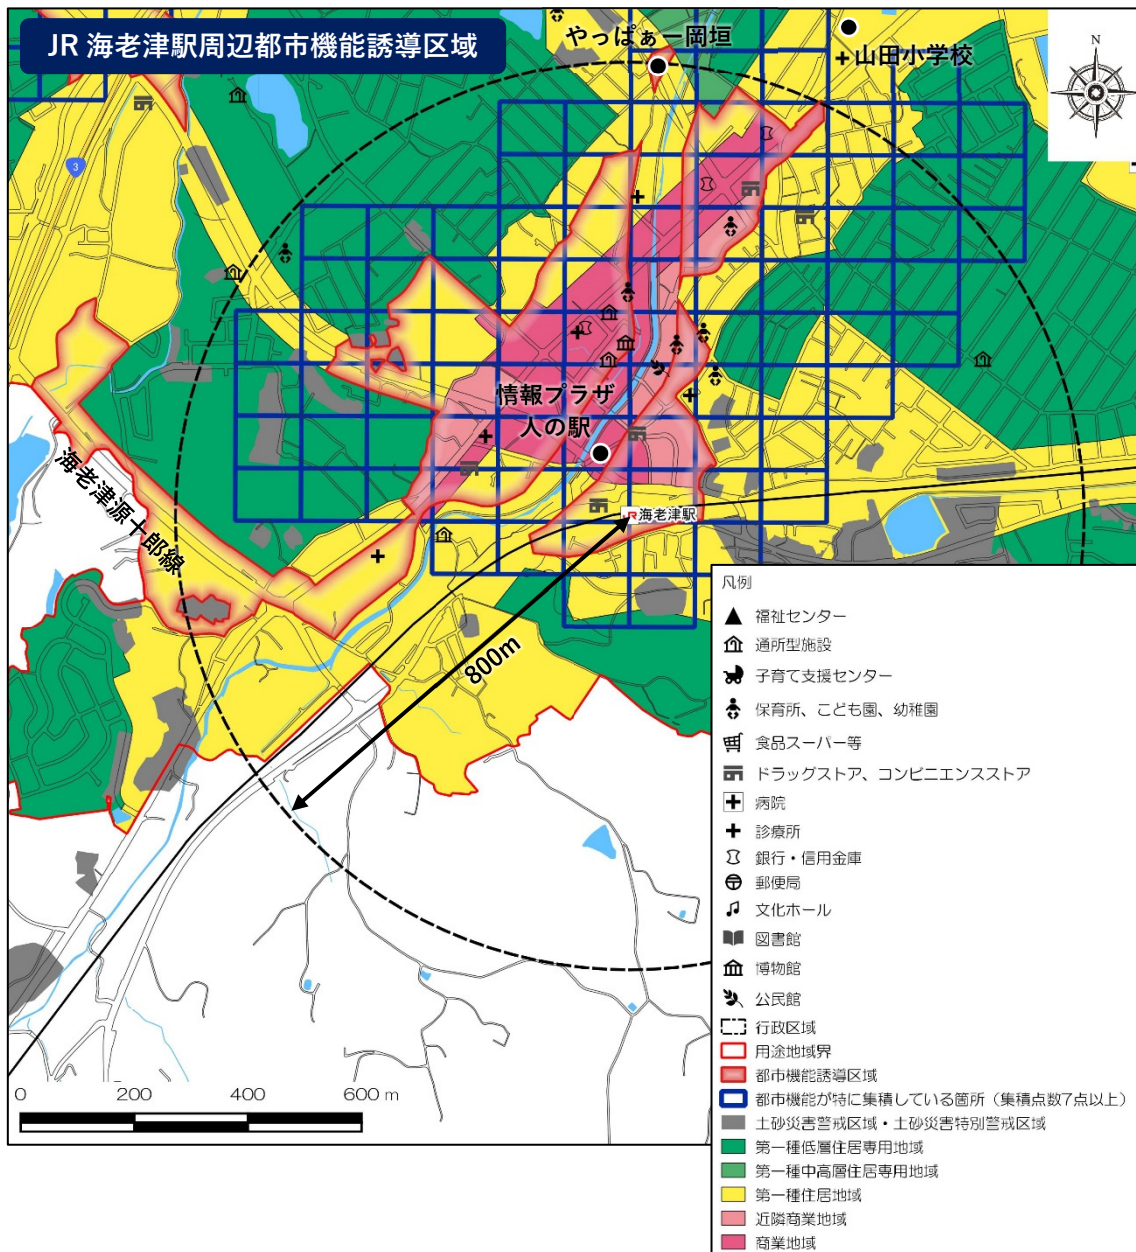 JR 海老津駅周辺都市機能誘導区域
やっぱぁー岡垣
山田小学校
N
3
情報プラザ
人の駅
海老津源十郎線
JR海老津駅
800m
0 200 400 600 m
凡例
福祉センター
通所型施設
子育て支援センター
保育所、こども園、幼稚園
食品スーパー等
ドラッグストア、コンビニエンスストア
病院
診療所
銀行・信用金庫
郵便局
文化ホール
図書館
博物館
公民館
行政区域
用途地域界
都市機能誘導区域
都市機能が特に集積している箇所（集積点数7点以上）
土砂災害警戒区域・土砂災害特別警戒区域
第一種低層住居専用地域
第一種中高層住居専用地域
第一種住居地域
近隣商業地域
商業地域